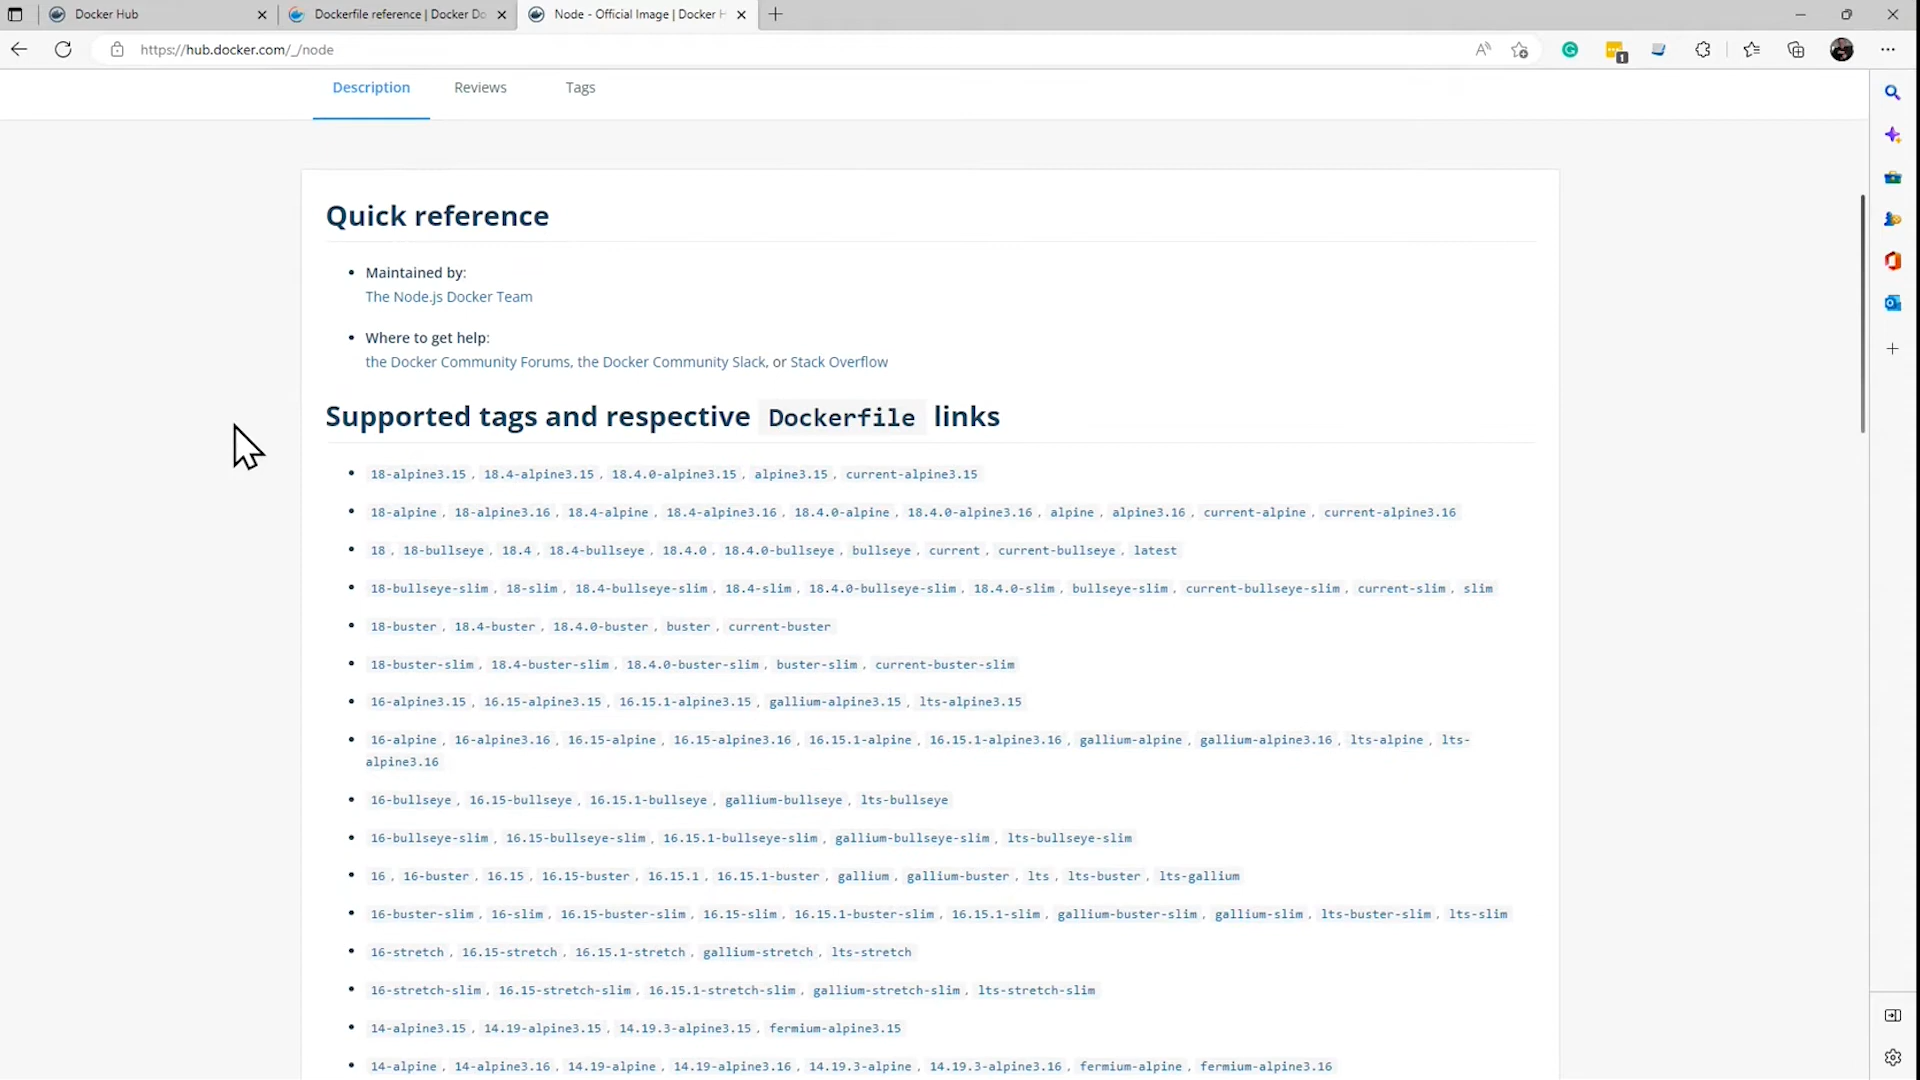 Docker Hub
Dockerfile reference | Docker Do
Node - Official Image | Docker H
https://hub.docker.com/_/node
1
Description Reviews Tags
Quick reference
• Maintained by:
The Node.js Docker Team
• Where to get help:
the Docker Community Forums, the Docker Community Slack, or Stack Overflow
Supported tags and respective Dockerfile links
• 18-alpine3.15 , 18.4-alpine3.15 , 18.4.0-alpine3.15 , alpine3.15 , current-alpine3.15
• 18-alpine , 18-alpine3.16 , 18.4-alpine , 18.4-alpine3.16 , 18.4.0-alpine , 18.4.0-alpine3.16 , alpine , alpine3.16 , current-alpine , current-alpine3.16
• 18 , 18-bullseye , 18.4 , 18.4-bullseye , 18.4.0 , 18.4.0-bullseye , bullseye , current , current-bullseye , latest
• 18-bullseye-slim , 18-slim , 18.4-bullseye-slim , 18.4-slim , 18.4.0-bullseye-slim , 18.4.0-slim , bullseye-slim , current-bullseye-slim , current-slim , slim
• 18-buster , 18.4-buster , 18.4.0-buster , buster , current-buster
• 18-buster-slim , 18.4-buster-slim , 18.4.0-buster-slim , buster-slim , current-buster-slim
• 16-alpine3.15 , 16.15-alpine3.15 , 16.15.1-alpine3.15 , gallium-alpine3.15 , lts-alpine3.15
• 16-alpine , 16-alpine3.16 , 16.15-alpine , 16.15-alpine3.16 , 16.15.1-alpine , 16.15.1-alpine3.16 , gallium-alpine , gallium-alpine3.16 , lts-alpine , lts-
alpine3.16
• 16-bullseye , 16.15-bullseye , 16.15.1-bullseye , gallium-bullseye , lts-bullseye
• 16-bullseye-slim , 16.15-bullseye-slim , 16.15.1-bullseye-slim , gallium-bullseye-slim , lts-bullseye-slim
• 16 , 16-buster , 16.15 , 16.15-buster , 16.15.1 , 16.15.1-buster , gallium , gallium-buster , lts , lts-buster , lts-gallium
• 16-buster-slim , 16-slim , 16.15-buster-slim , 16.15-slim , 16.15.1-buster-slim , 16.15.1-slim , gallium-buster-slim , gallium-slim , lts-buster-slim , lts-slim
• 16-stretch , 16.15-stretch , 16.15.1-stretch , gallium-stretch , lts-stretch
• 16-stretch-slim , 16.15-stretch-slim , 16.15.1-stretch-slim , gallium-stretch-slim , lts-stretch-slim
• 14-alpine3.15 , 14.19-alpine3.15 , 14.19.3-alpine3.15 , fermium-alpine3.15
• 14-alpine , 14-alpine3.16 , 14.19-alpine , 14.19-alpine3.16 , 14.19.3-alpine , 14.19.3-alpine3.16 , fermium-alpine , fermium-alpine3.16